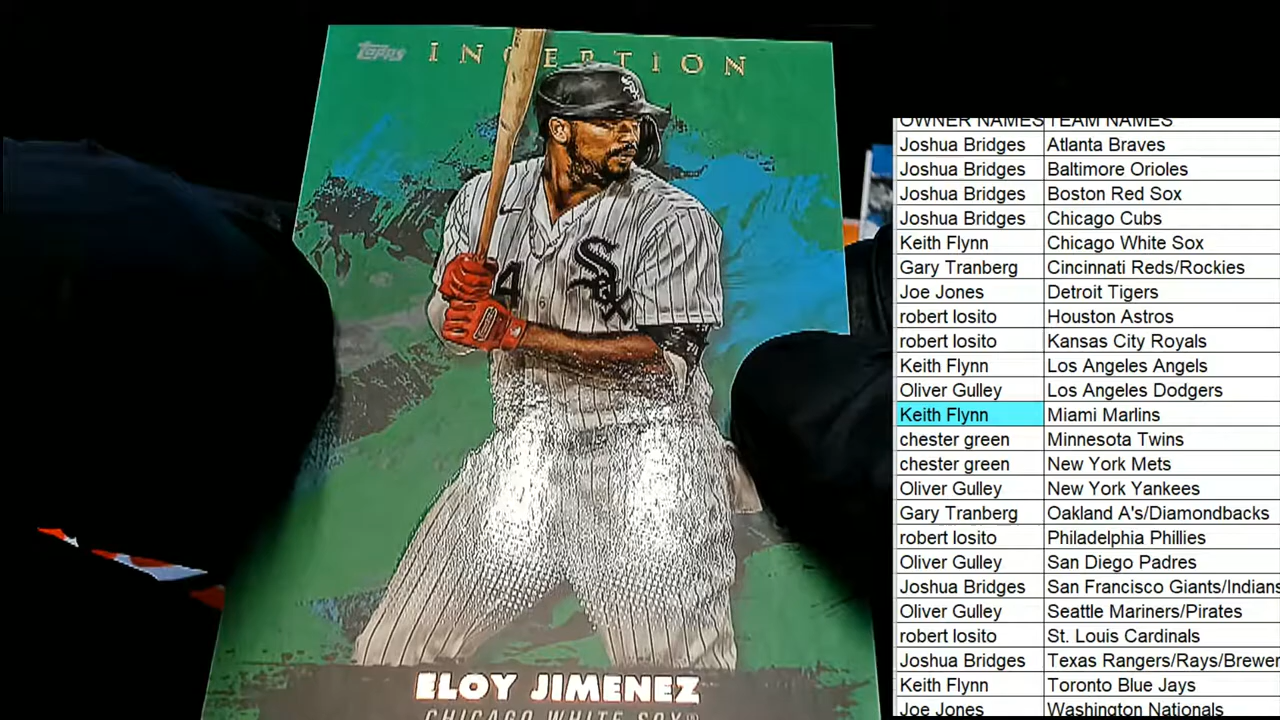 Topps INCEPTION
Sox
4
Sox
ELOY JIMENEZ
CHICAGO WHITE SOX
OWNER NAMES TEAM NAMES
Joshua Bridges Atlanta Braves
Joshua Bridges Baltimore Orioles
Joshua Bridges Boston Red Sox
Joshua Bridges Chicago Cubs
Keith Flynn Chicago White Sox
Gary Tranberg Cincinnati Reds/Rockies
Joe Jones Detroit Tigers
robert losito Houston Astros
robert losito Kansas City Royals
Keith Flynn Los Angeles Angels
Oliver Gulley Los Angeles Dodgers
Keith Flynn Miami Marlins
chester green Minnesota Twins
chester green New York Mets
Oliver Gulley New York Yankees
Gary Tranberg Oakland A's/Diamondbacks
robert losito Philadelphia Phillies
Oliver Gulley San Diego Padres
Joshua Bridges San Francisco Giants/Indians
Oliver Gulley Seattle Mariners/Pirates
robert losito St. Louis Cardinals
Joshua Bridges Texas Rangers/Rays/Brewer
Keith Flynn Toronto Blue Jays
Joe Jones Washington Nationals